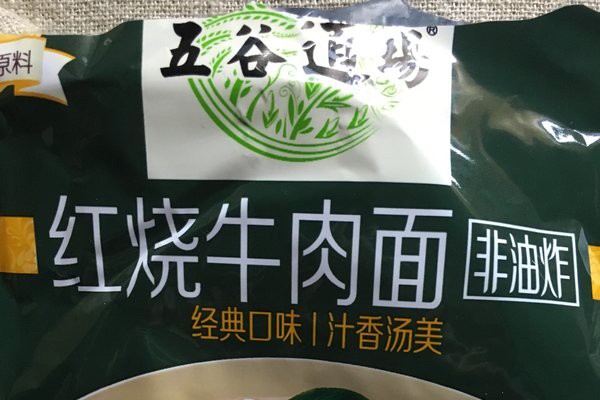 五谷道場®
原料
红烧牛肉面 非油炸
经典口味|汁香汤美